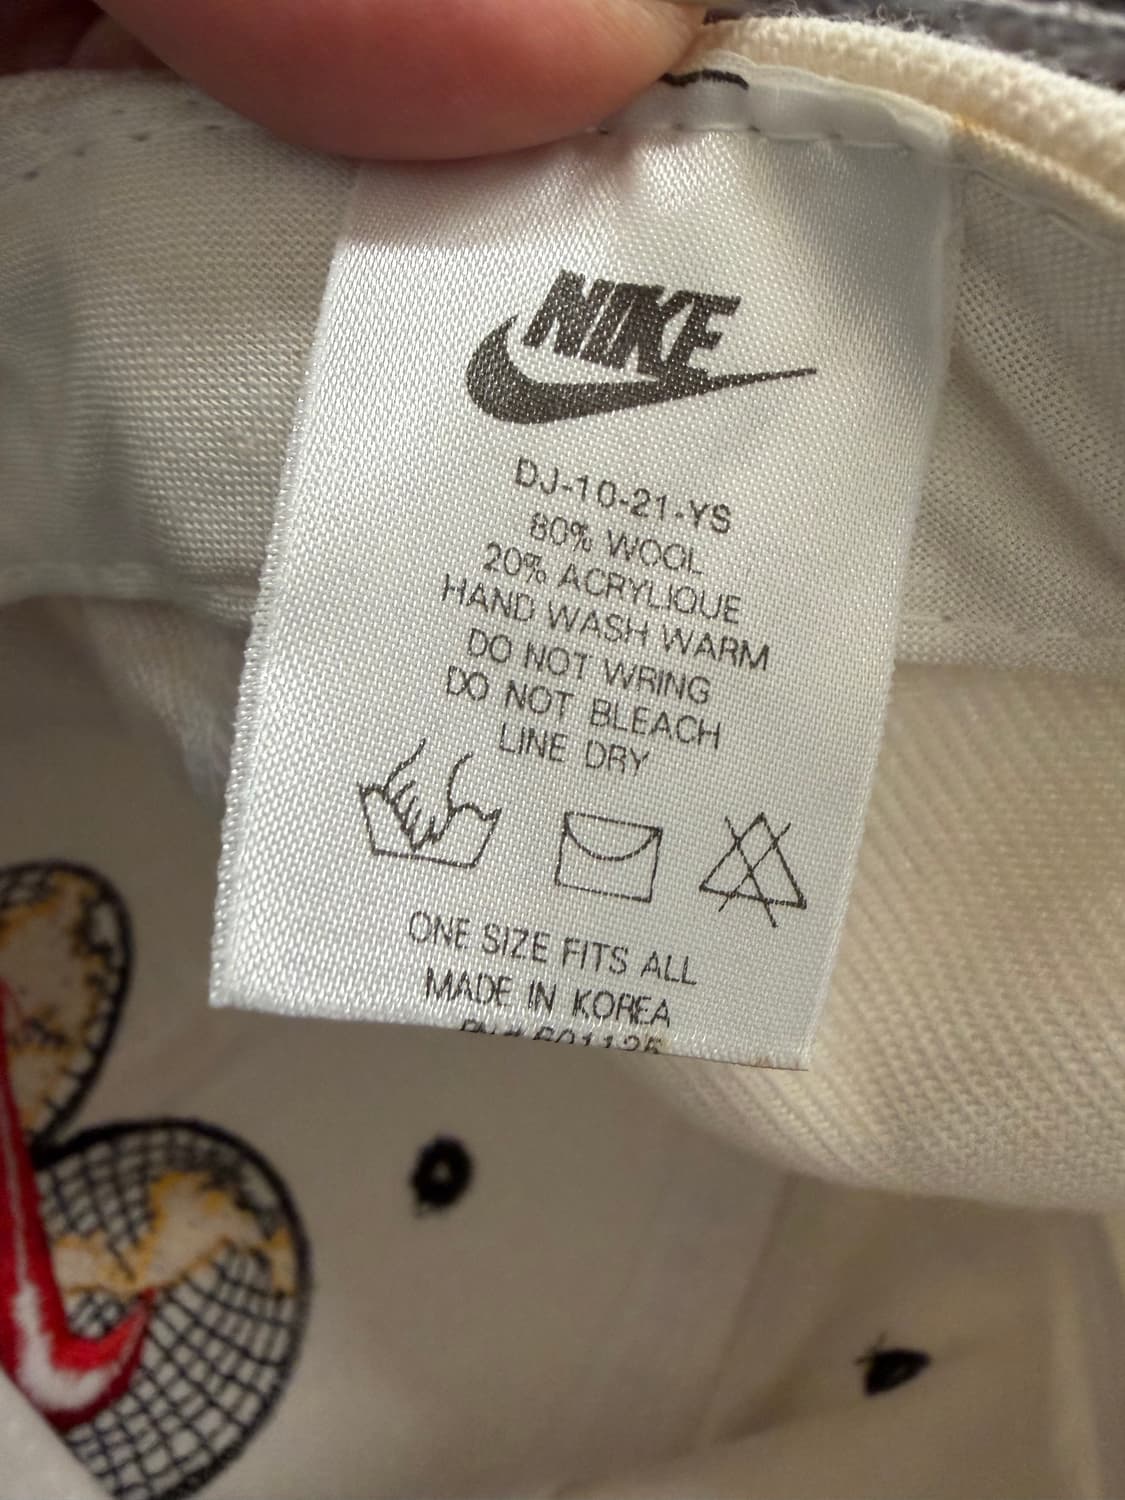 NIKE
DJ-10-21-YS
80% WOOL
20% ACRYLIQUE
HAND WASH WARM
DO NOT WRING
DO NOT BLEACH
LINE DRY
ONE SIZE FITS ALL
MADE IN KOREA